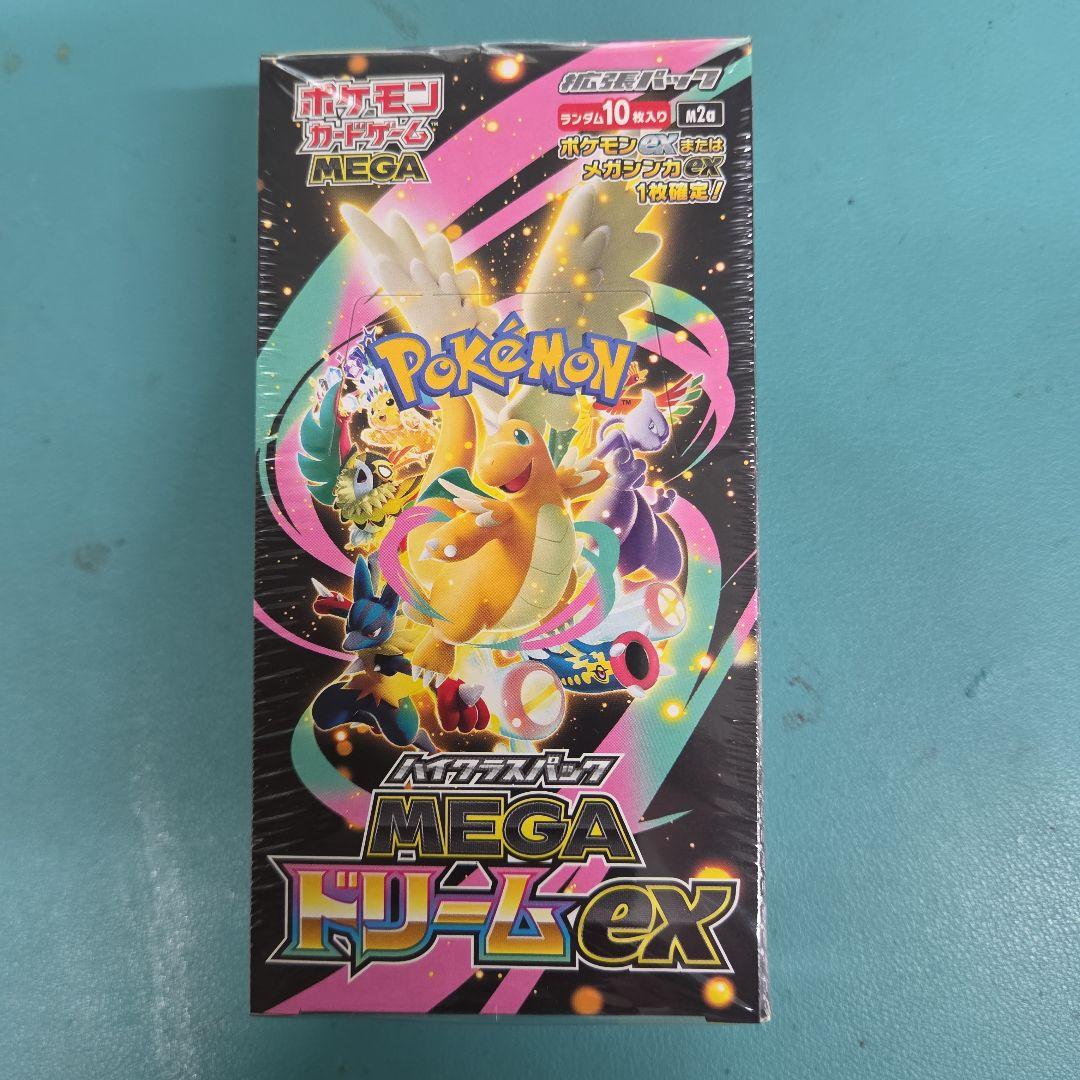 ポケモン
カードゲーム™
MEGA
拡張パック
ランダム10枚入り M2a
ポケモンexまたは
メガシンカex
1枚確定!
POKéMON™
ハイクラスパック
MEGA
ドリームex